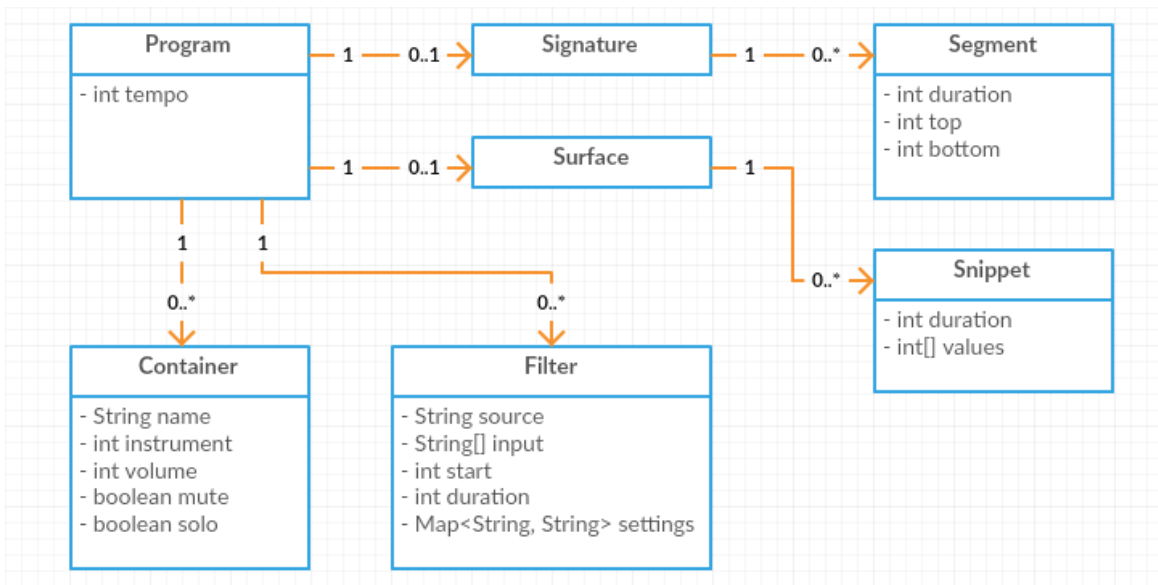 Program
- int tempo
1
0..1
Signature
1
0..*
Segment
- int duration
- int top
- int bottom
1
0..1
Surface
1
0..*
Snippet
- int duration
- int[] values
1
0..*
1
0..*
Container
- String name
- int instrument
- int volume
- boolean mute
- boolean solo
Filter
- String source
- String[] input
- int start
- int duration
- Map<String, String> settings